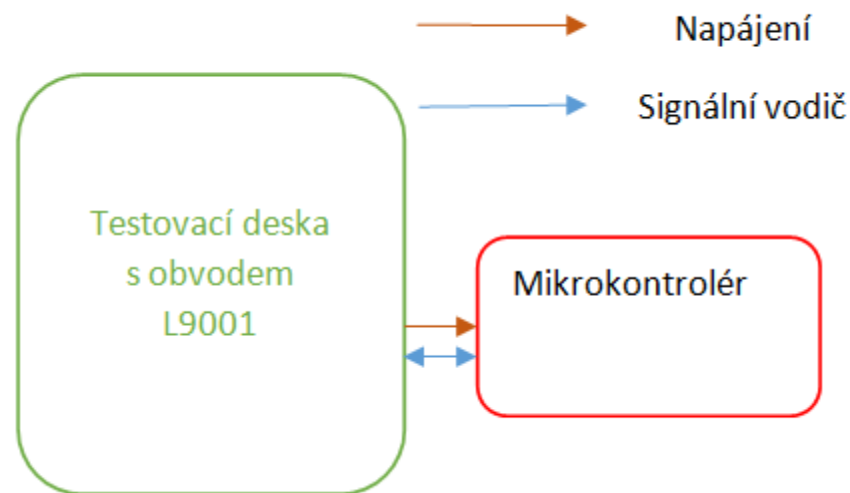 Napájení
Signální vodič
Testovací deska
s obvodem
L9001
Mikrokontrolér